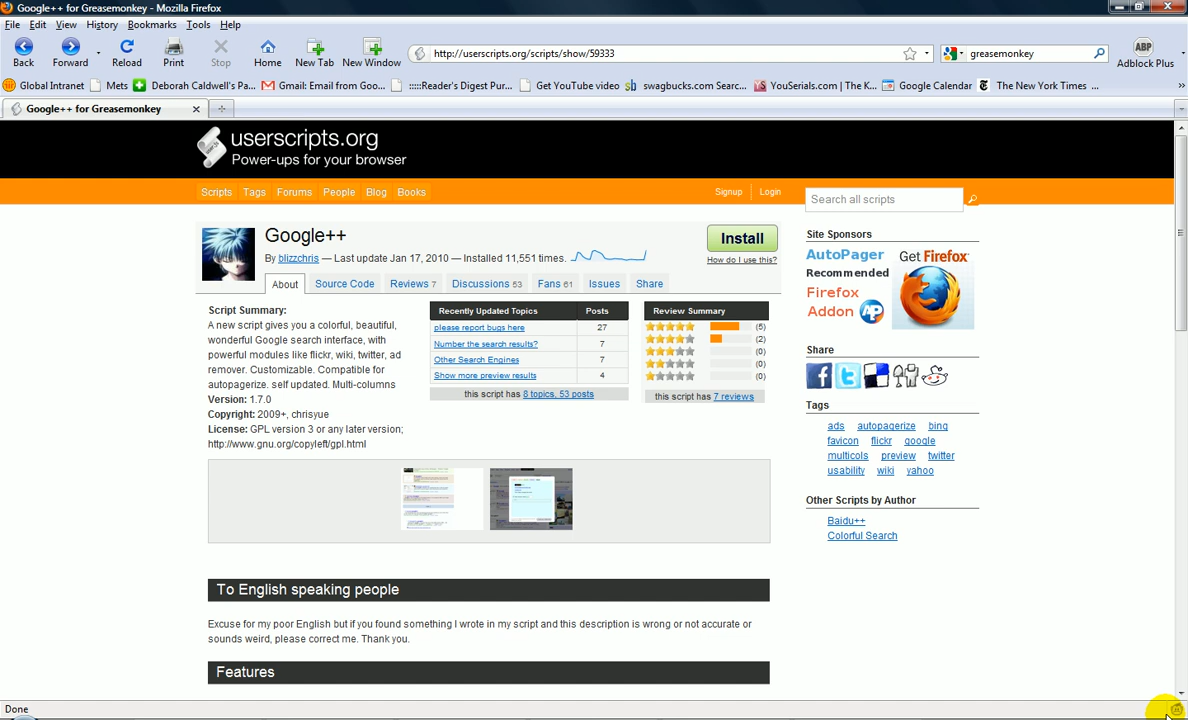 Google++ for Greasemonkey - Mozilla Firefox
File Edit View History Bookmarks Tools Help
Back Forward Reload Print Stop Home New Tab New Window http://userscripts.org/scripts/show/59333 greasemonkey ABP Adblock Plus
Global Intranet Mets Deborah Caldwell's Pa... Gmail: Email from Goo... :::::Reader's Digest Pur... Get YouTube video swagbucks.com Searc... YouSerials.com | The K... Google Calendar The New York Times ... »
Google++ for Greasemonkey
userscripts.org
Power-ups for your browser
Scripts Tags Forums People Blog Books Signup Login Search all scripts
Google++ Install
By blizzchris — Last update Jan 17, 2010 — Installed 11,551 times. How do I use this?
About Source Code Reviews 7 Discussions 53 Fans 61 Issues Share
Script Summary:
A new script gives you a colorful, beautiful,
wonderful Google search interface, with
powerful modules like flickr, wiki, twitter, ad
remover. Customizable. Compatible for
autopagerize. self updated. Multi-columns
Version: 1.7.0
Copyright: 2009+, chrisyue
License: GPL version 3 or any later version;
http://www.gnu.org/copyleft/gpl.html
Recently Updated Topics Posts
please report bugs here 27
Number the search results? 7
Other Search Engines 7
Show more preview results 4
this script has 8 topics, 53 posts
Review Summary
(5)
(2)
(0)
(0)
(0)
this script has 7 reviews
To English speaking people
Excuse for my poor English but if you found something I wrote in my script and this description is wrong or not accurate or
sounds weird, please correct me. Thank you.
Features
Site Sponsors
AutoPager
Recommended
Firefox
Addon AP
Get Firefox
Share
Tags
ads autopagerize bing
favicon flickr google
multicols preview twitter
usability wiki yahoo
Other Scripts by Author
Baidu++
Colorful Search
Done